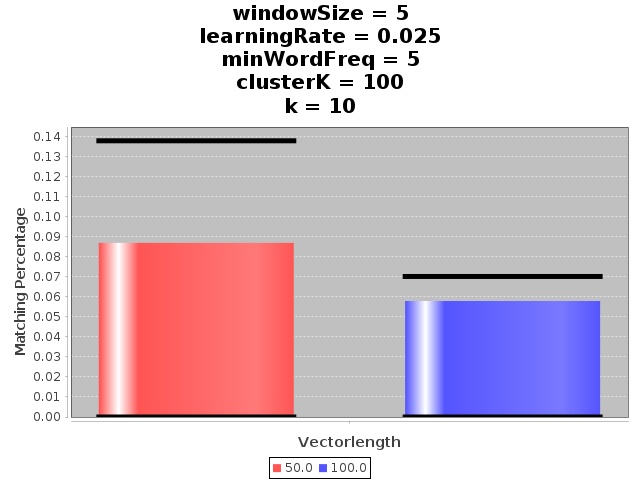 windowSize = 5
learningRate = 0.025
minWordFreq = 5
clusterK = 100
k = 10
Matching Percentage
0.14
0.13
0.12
0.11
0.10
0.09
0.08
0.07
0.06
0.05
0.04
0.03
0.02
0.01
0.00
Vectorlength
50.0 100.0